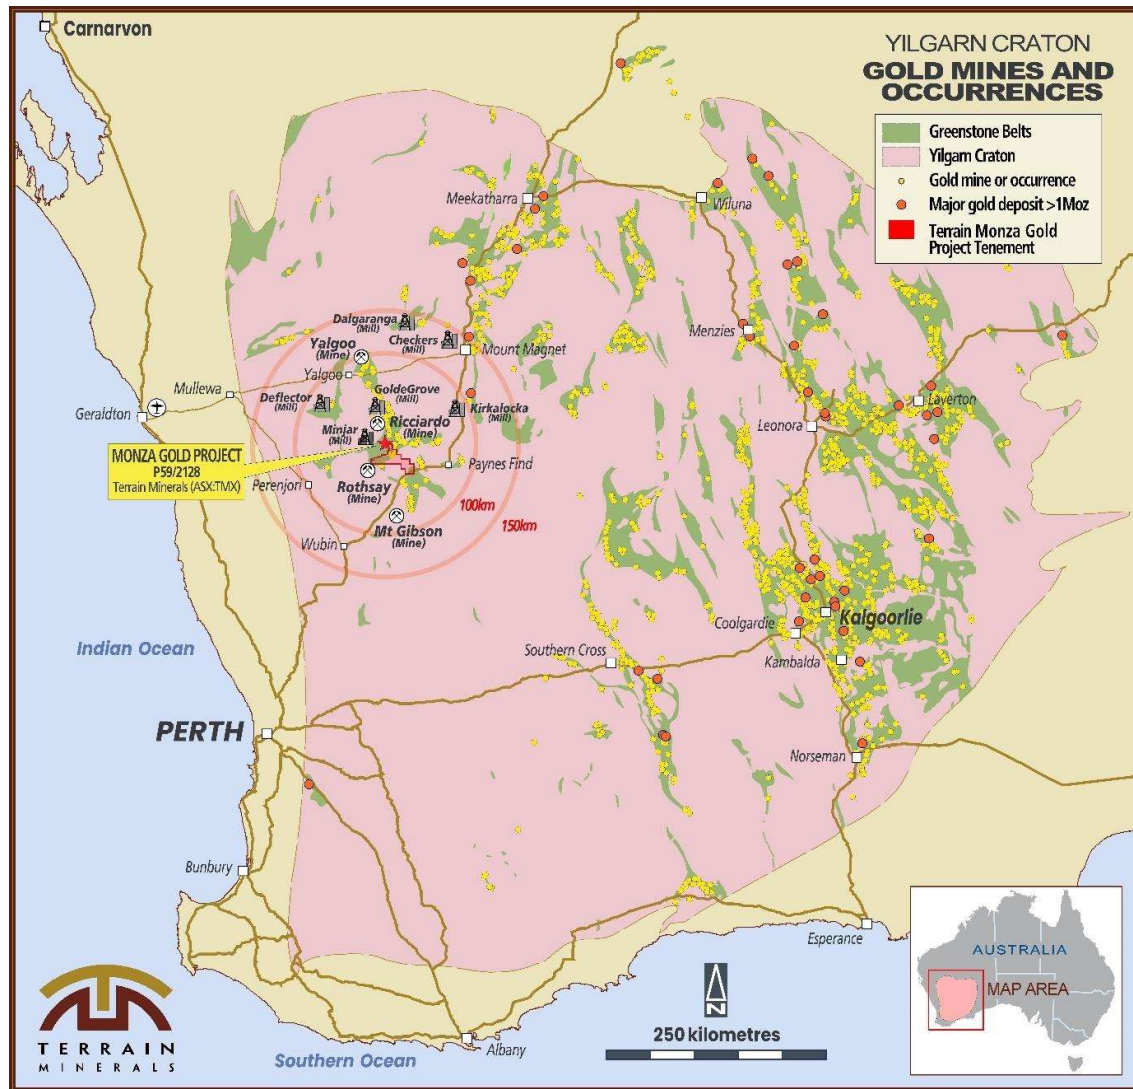 Carnarvon
YILGARN CRATON
GOLD MINES AND
OCCURRENCES
Greenstone Belts
Yilgarn Craton
Gold mine or occurrence
Major gold deposit >1Moz
Terrain Monza Gold
Project Tenement
Meekatharra
Wiluna
Dalgaranga
(Mill)
Checkers
(Mill)
Menzies
Yalgoo
(Mine)
Mount Magnet
Yalgoo
Mullewa
Deflector
(Mill)
GoldeGrove
(Mill)
Kirkalocka
(Mill)
Laverton
Geraldton
Ricciardo
(Mine)
Leonora
Minjar
(Mill)
MONZA GOLD PROJECT
P59/2128
Terrain Minerals (ASX:TMX)
Paynes Find
Perenjori
Rothsay
(Mine)
100km
150km
Mt Gibson
(Mine)
Wubin
Kalgoorlie
Coolgardie
Indian Ocean
Southern Cross
Kambalda
PERTH
Norseman
Bunbury
Esperance
AUSTRALIA
MAP AREA
N
250 kilometres
TERRAIN
MINERALS
Southern Ocean
Albany